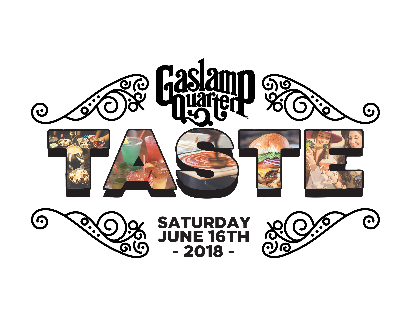 Gaslamp
Quarter
TASTE
SATURDAY
JUNE 16TH
- 2018 -